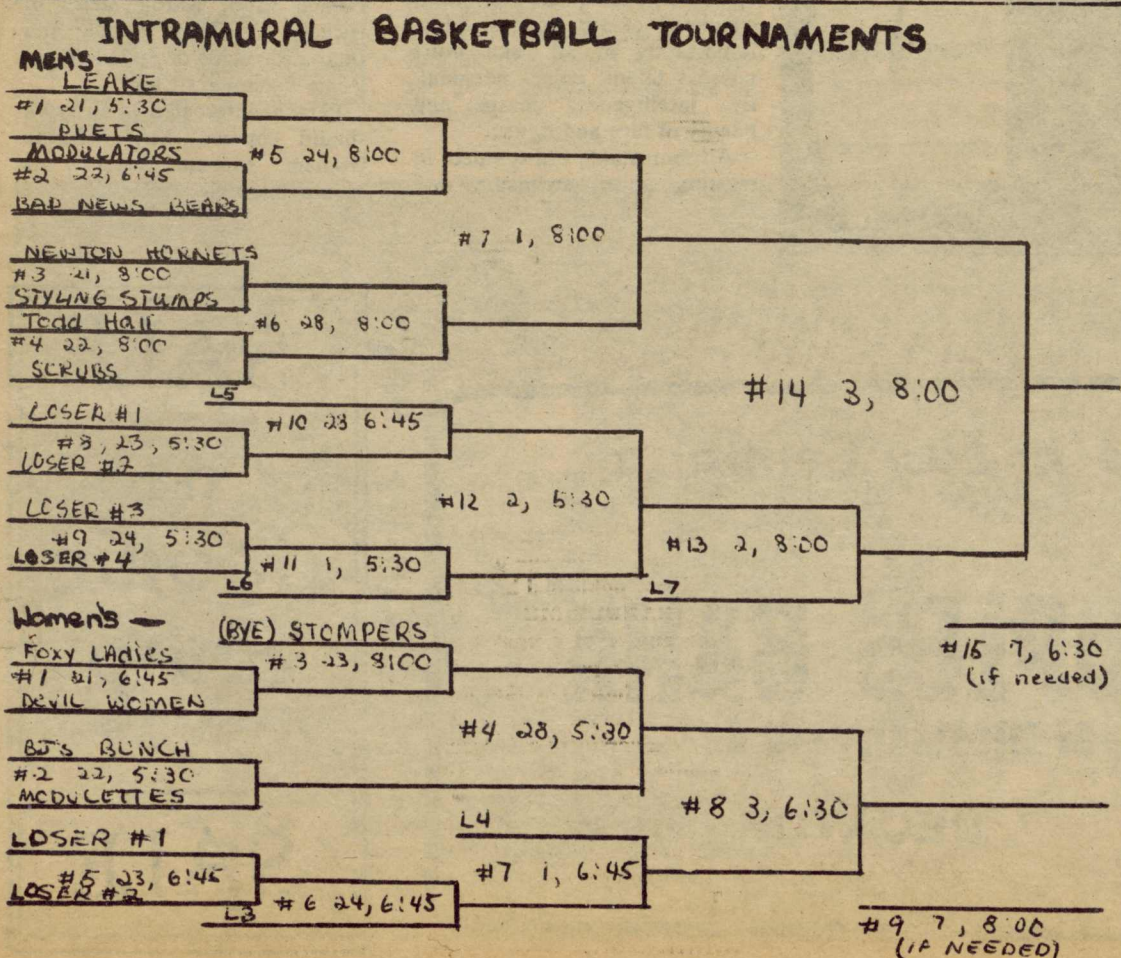 INTRAMURAL BASKETBALL TOURNAMENTS
MEN'S —
LEAKE
#1 21, 5:30
DUETS
MODULATORS
#2 22, 6:45
BAD NEWS BEARS
#5 24, 8:00
NEWTON HORNETS
#3 21, 8:00
STYLING STUMPS
Todd Hall
#4 22, 8:00
SCRUBS
#6 28, 8:00
#7 1, 8:00
LOSER #1
#8, 23, 5:30
LOSER #2
L5
#10 28 6:45
LOSER #3
#9 24, 5:30
LOSER #4
#11 1, 5:30
L6
#12 2, 5:30
#13 2, 8:00
L7
#14 3, 8:00
#15 7, 6:30
(if needed)
Women's —
(BYE) STOMPERS
Foxy LAdies
#1 21, 6:45
DEVIL WOMEN
#3 23, 8:00
BJ's BUNCH
#2 22, 5:30
MODULETTES
#4 28, 5:30
LOSER #1
#5 23, 6:45
LOSER #2
L3
#6 24, 6:45
L4
#7 1, 6:45
#8 3, 6:30
#9 7, 8:00
(IF NEEDED)